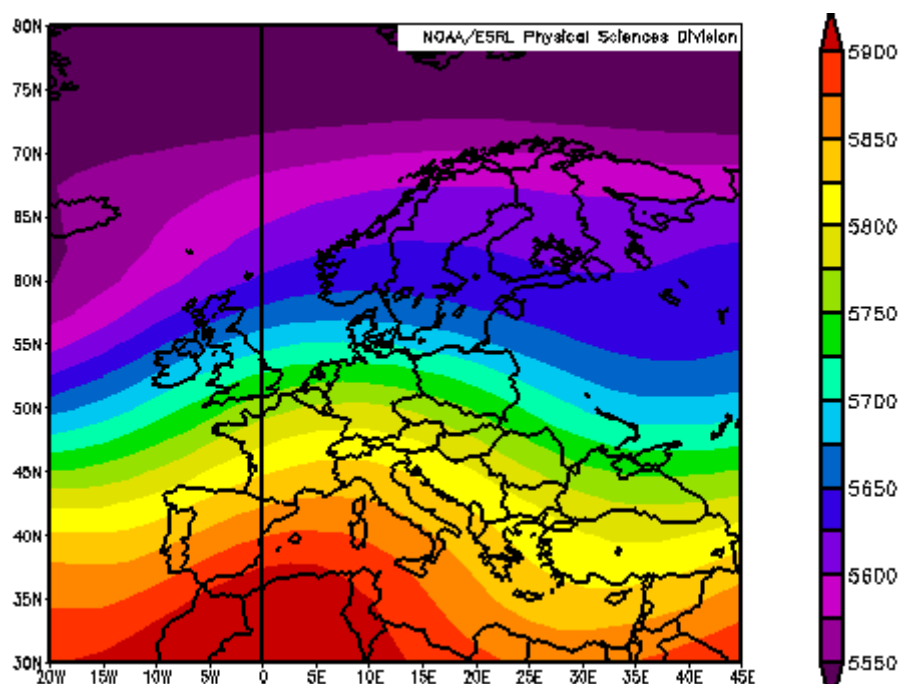 80N
NOAA/ESRL Physical Sciences Division
75N
70N
65N
60N
55N
50N
45N
40N
35N
30N
20W 15W 10W 5W 0 5E 10E 15E 20E 25E 30E 35E 40E 45E
5900
5850
5800
5750
5700
5650
5600
5550